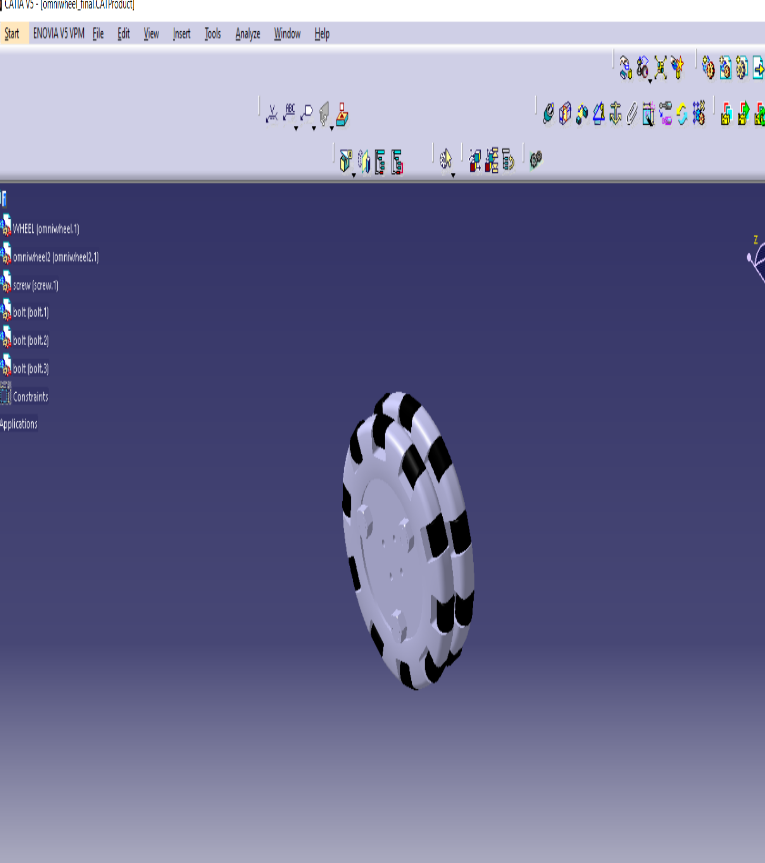 CATIA V5 - [omniwheel_final.CATProduct]
Start ENOVIA V5 VPM File Edit View Insert Tools Analyze Window Help
ABC
WHEEL (omniwheel.1)
z
omniwheel2 (omniwheel2.1)
screw (screw.1)
bolt (bolt.1)
bolt (bolt.2)
bolt (bolt.3)
Constraints
Applications